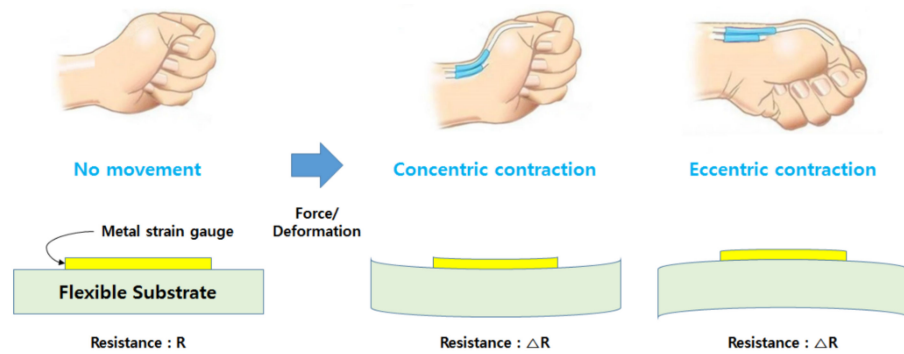 No movement
Concentric contraction
Eccentric contraction
Force/
Deformation
Metal strain gauge
Flexible Substrate
Resistance : R
Resistance : △R
Resistance : △R